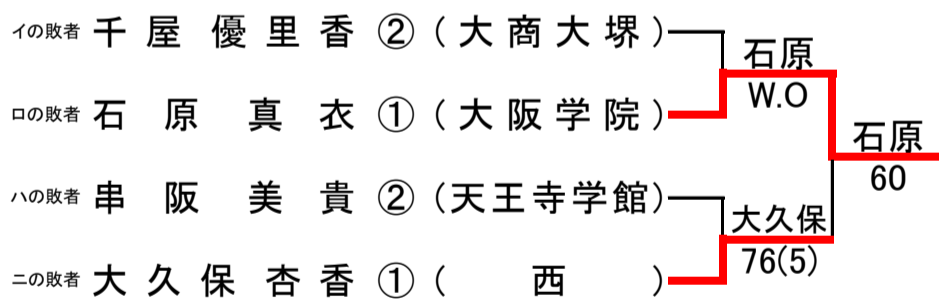 イの敗者 千屋優里香 ② (大商大堺)
石原
W.O
ロの敗者 石原真衣 ① (大阪学院)
石原
60
ハの敗者 串阪美貴 ② (天王寺学館)
大久保
76(5)
ニの敗者 大久保杏香 ① (西)